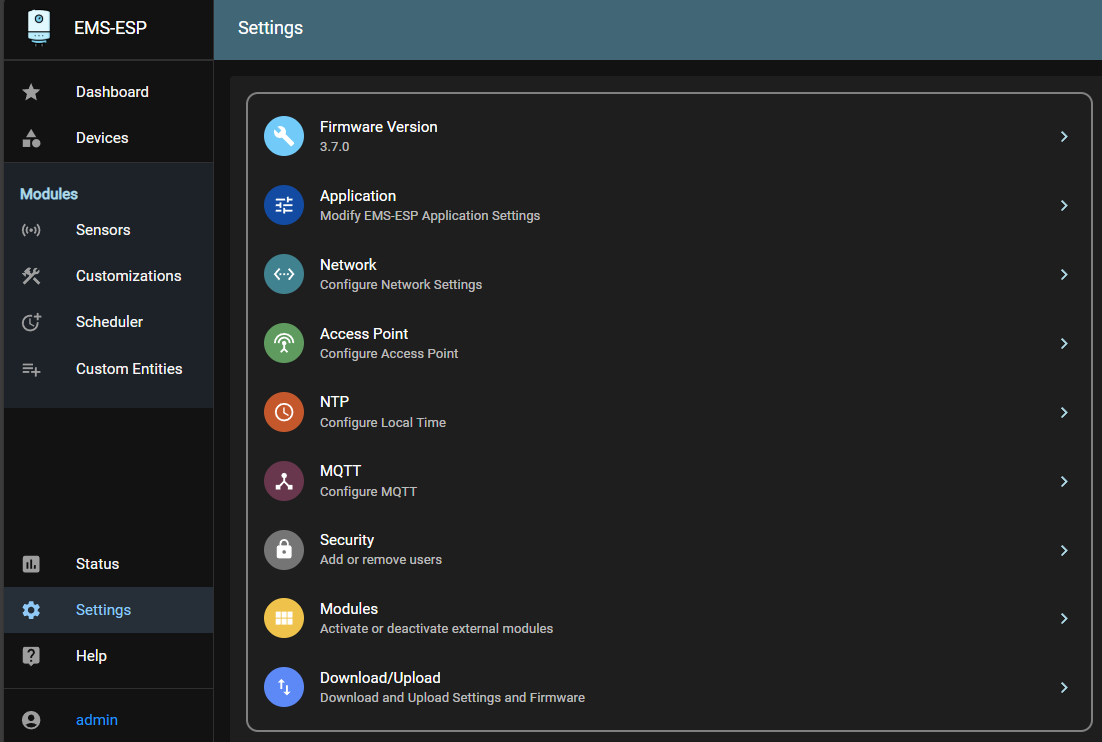 EMS-ESP
Settings
Dashboard
Devices
Modules
Sensors
Customizations
Scheduler
Custom Entities
Status
Settings
Help
admin
Firmware Version
3.7.0
Application
Modify EMS-ESP Application Settings
Network
Configure Network Settings
Access Point
Configure Access Point
NTP
Configure Local Time
MQTT
Configure MQTT
Security
Add or remove users
Modules
Activate or deactivate external modules
Download/Upload
Download and Upload Settings and Firmware